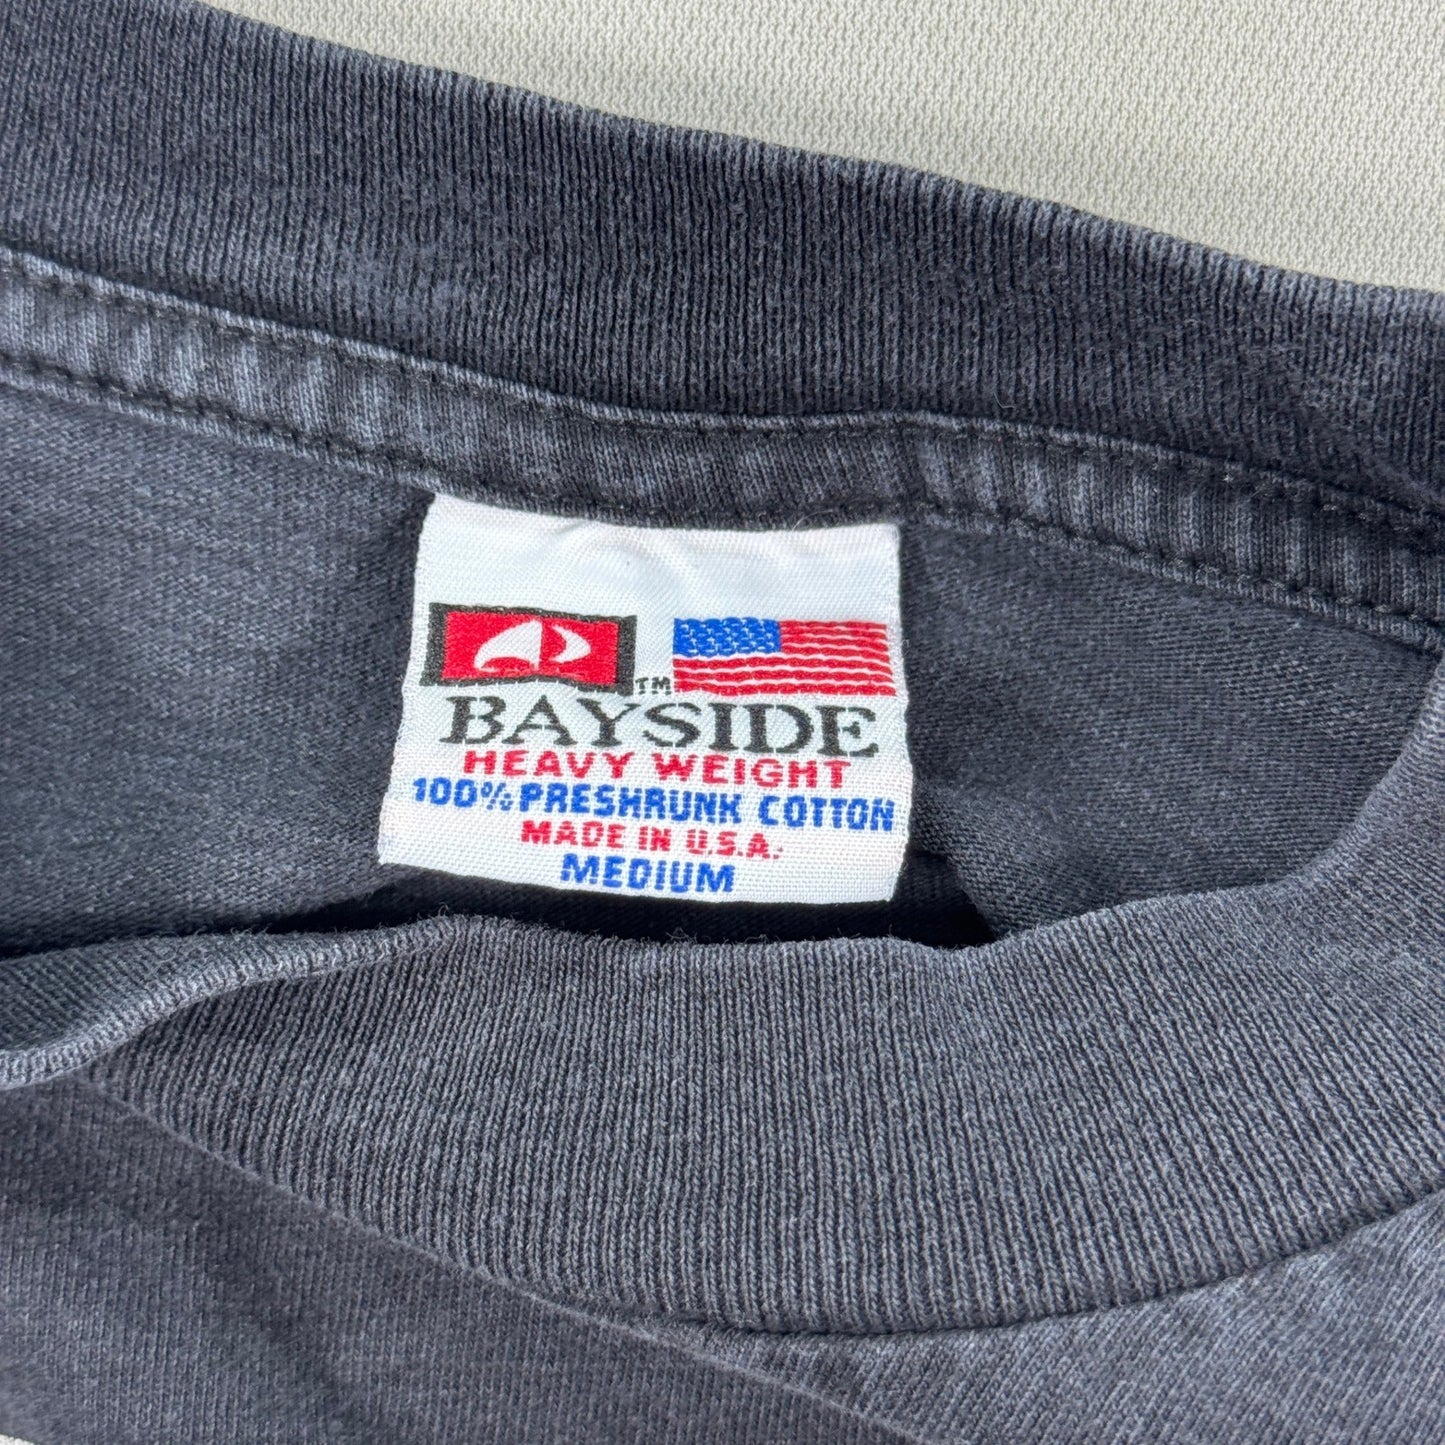 TM
BAYSIDE
HEAVY WEIGHT
100% PRESHRUNK COTTON
MADE IN U.S.A.
MEDIUM